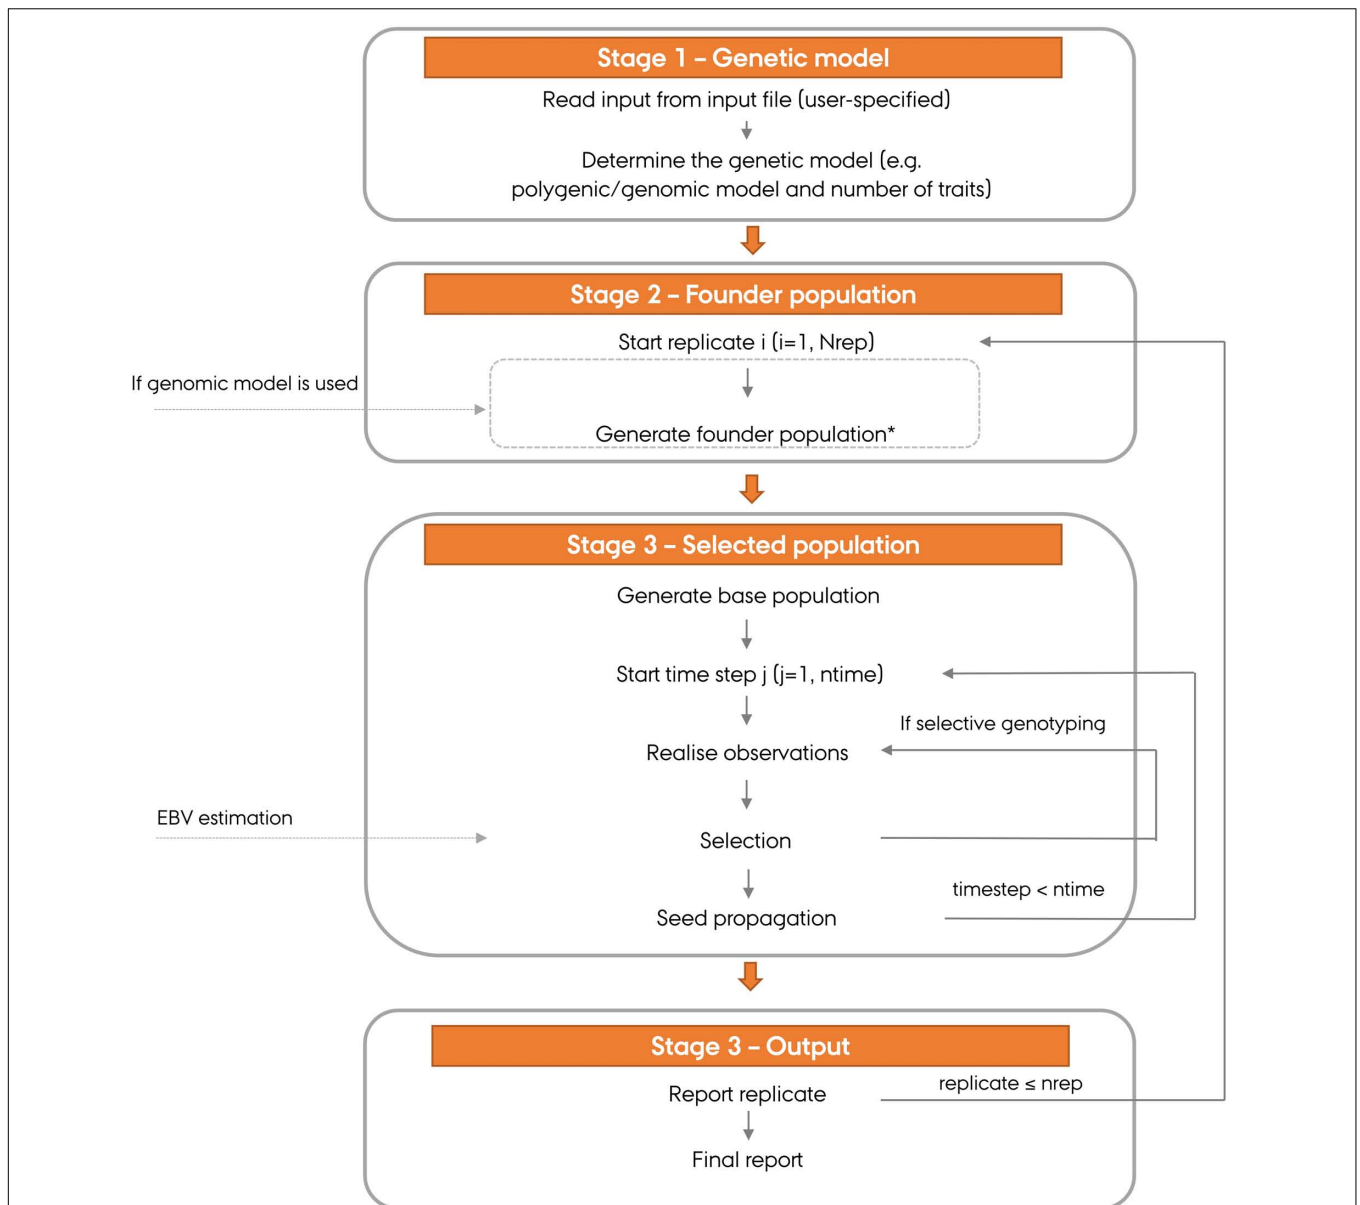 Stage 1 – Genetic model
Read input from input file (user-specified)
Determine the genetic model (e.g.
polygenic/genomic model and number of traits)
Stage 2 – Founder population
Start replicate i (i=1, Nrep)
If genomic model is used
Generate founder population*
Stage 3 – Selected population
Generate base population
Start time step j (j=1, ntime)
If selective genotyping
Realise observations
EBV estimation
Selection
timestep < ntime
Seed propagation
Stage 3 – Output
replicate ≤ nrep
Report replicate
Final report